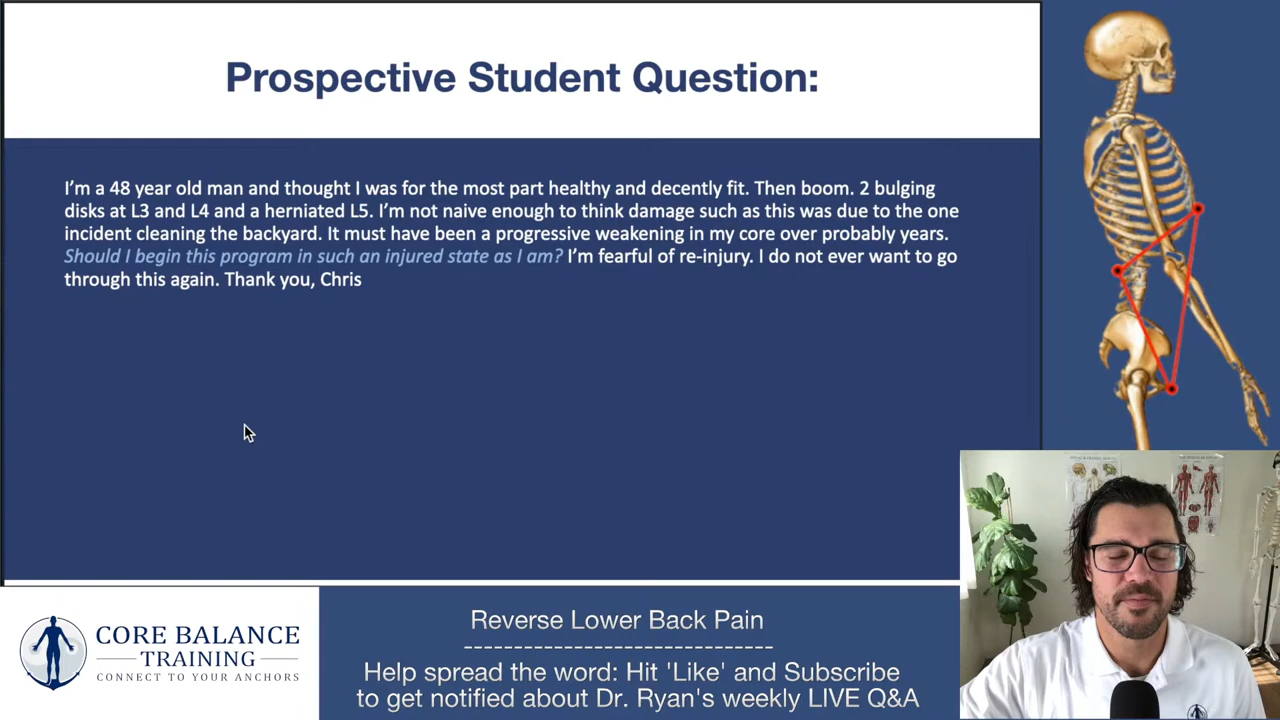 Prospective Student Question:
I'm a 48 year old man and thought I was for the most part healthy and decently fit. Then boom. 2 bulging
disks at L3 and L4 and a herniated L5. I'm not naive enough to think damage such as this was due to the one
incident cleaning the backyard. It must have been a progressive weakening in my core over probably years.
Should I begin this program in such an injured state as I am? I'm fearful of re-injury. I do not ever want to go
through this again. Thank you, Chris
CORE BALANCE
TRAINING
CONNECT TO YOUR ANCHORS
Reverse Lower Back Pain
-----------------------------
Help spread the word: Hit 'Like' and Subscribe
to get notified about Dr. Ryan's weekly LIVE Q&A